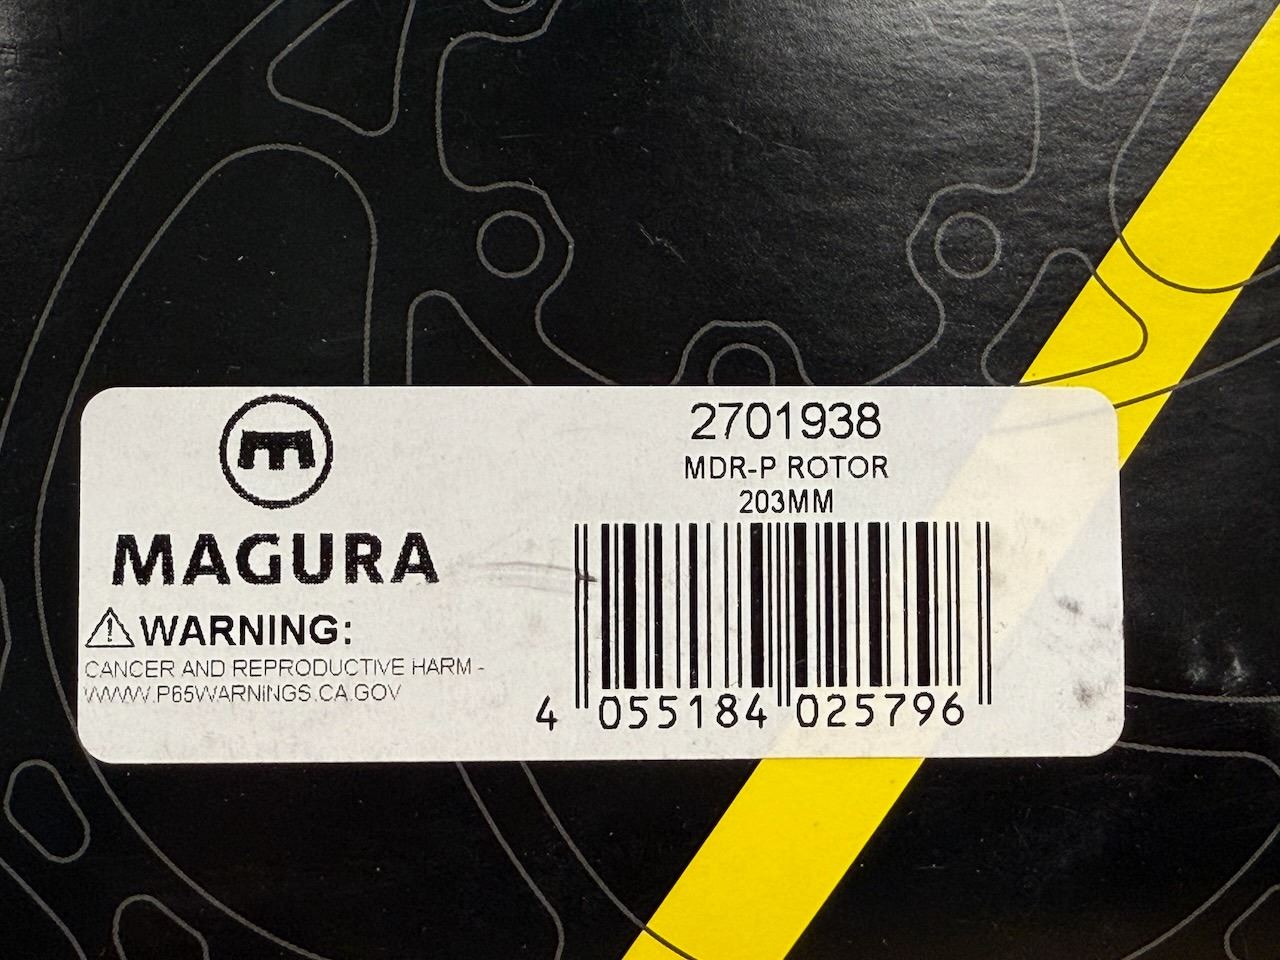 MAGURA
⚠WARNING:
CANCER AND REPRODUCTIVE HARM -
WWW.P65WARNINGS.CA.GOV
2701938
MDR-P ROTOR
203MM
4 055184 025796